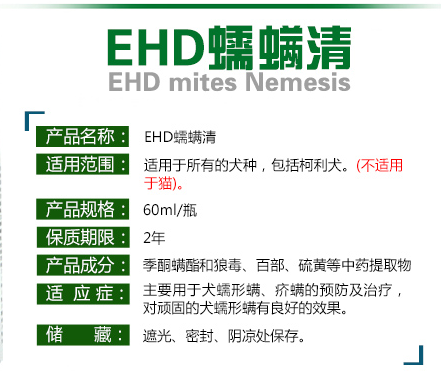 EHD蠕螨清
EHD mites Nemesis
产品名称： EHD蠕螨清
适用范围： 适用于所有的犬种，包括柯利犬。(不适用
于猫)。
产品规格： 60ml/瓶
保质期限： 2年
产品成分： 季酮螨酯和狼毒、百部、硫黄等中药提取物
适应症： 主要用于犬蠕形螨、疥螨的预防及治疗，
对顽固的犬蠕形螨有良好的效果。
储藏： 遮光、密封、阴凉处保存。